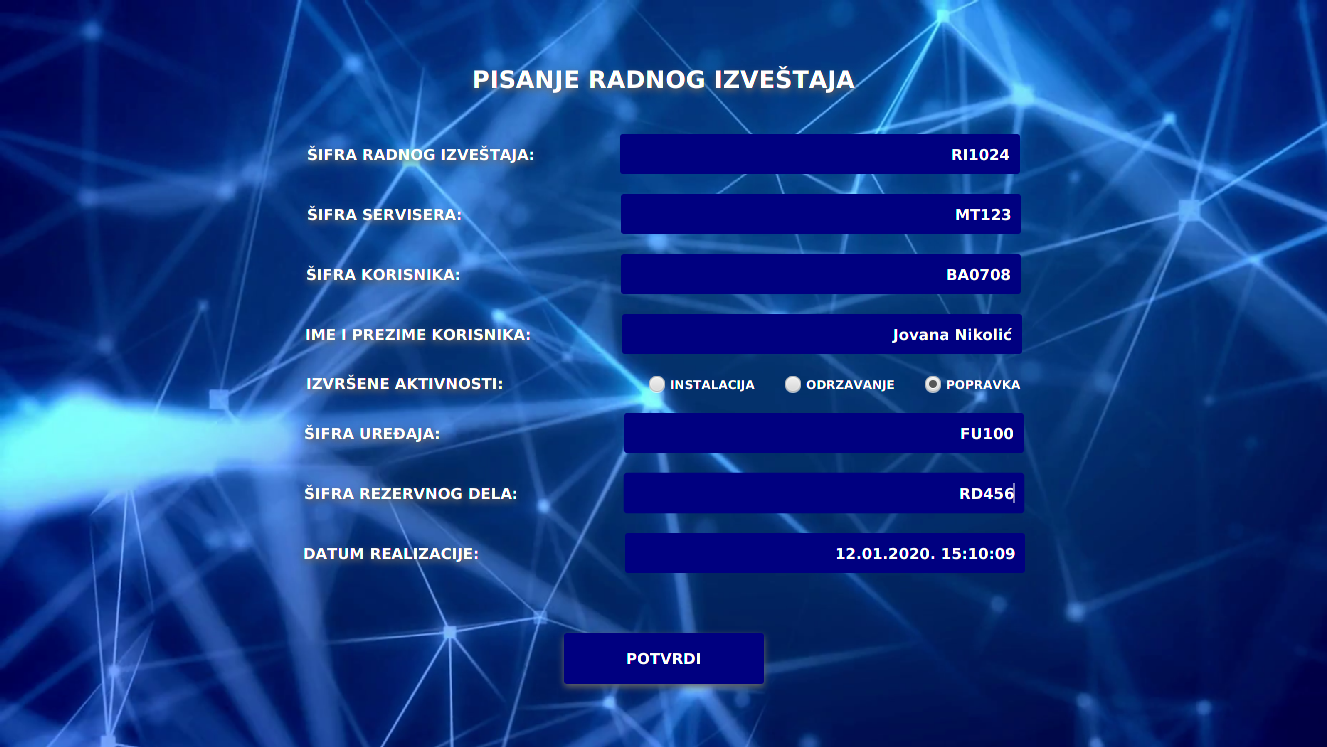 PISANJE RADNOG IZVEŠTAJA
ŠIFRA RADNOG IZVEŠTAJA: RI1024
ŠIFRA SERVISERA: MT123
ŠIFRA KORISNIKA: BA0708
IME I PREZIME KORISNIKA: Jovana Nikolić
IZVRŠENE AKTIVNOSTI: INSTALACIJA ODRZAVANJE POPRAVKA
ŠIFRA UREĐAJA: FU100
ŠIFRA REZERVNOG DELA: RD456
DATUM REALIZACIJE: 12.01.2020. 15:10:09
POTVRDI